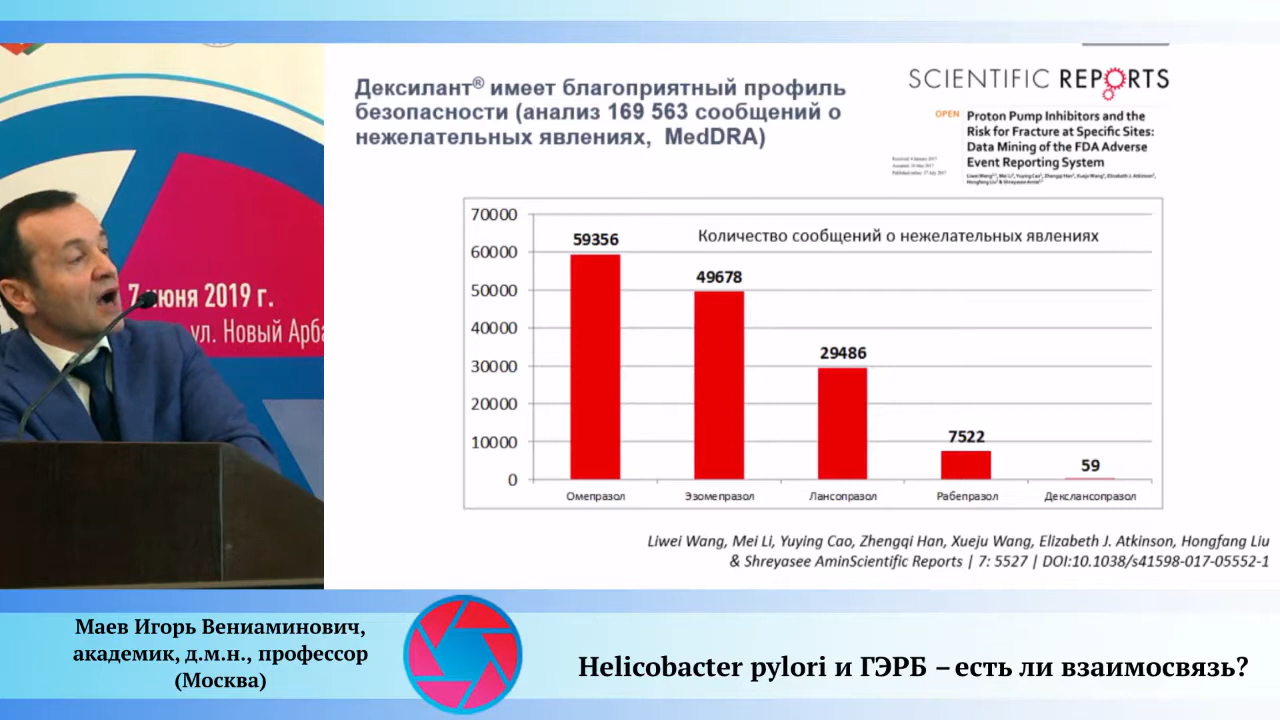 7 июня 2019 г.
ул. Новый Арба
Дексилант® имеет благоприятный профиль
безопасности (анализ 169 563 сообщений о
нежелательных явлениях, MedDRA)
SCIENTIFIC REPORTS
OPEN
Proton Pump Inhibitors and the
Risk for Fracture at Specific Sites:
Data Mining of the FDA Adverse
Event Reporting System
Количество сообщений о нежелательных явлениях
70000
60000
50000
40000
30000
20000
10000
0
59356
49678
29486
7522
59
Омепразол
Эзомепразол
Лансопразол
Рабепразол
Декслансопразол
Liwei Wang, Mei Li, Yuying Cao, Zhengqi Han, Xueju Wang, Elizabeth J. Atkinson, Hongfang Liu
& Shreyasee AminScientific Reports | 7: 5527 | DOI:10.1038/s41598-017-05552-1
Маев Игорь Вениаминович,
академик, д.м.н., профессор
(Москва)
Helicobacter pylori и ГЭРБ – есть ли взаимосвязь?